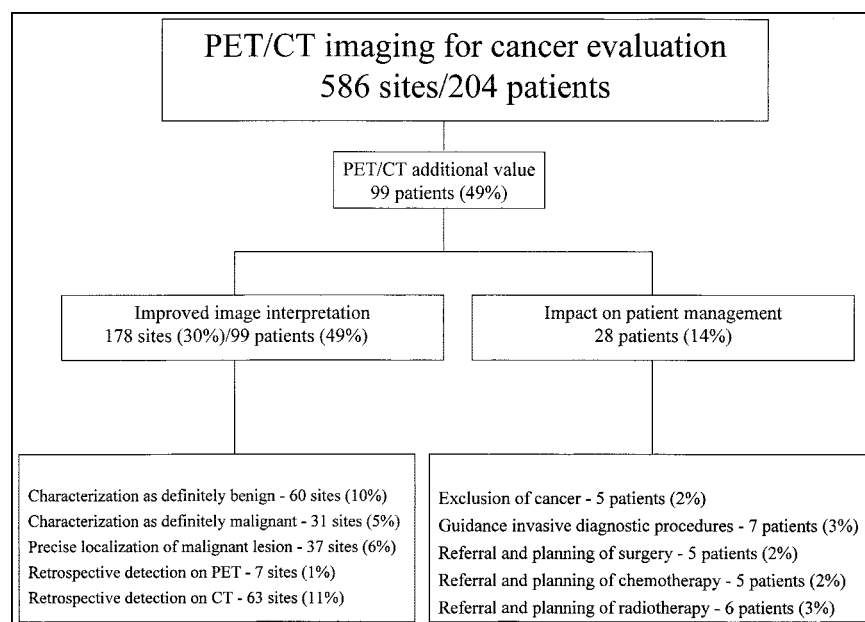 PET/CT imaging for cancer evaluation
586 sites/204 patients
PET/CT additional value
99 patients (49%)
Improved image interpretation
178 sites (30%)/99 patients (49%)
Impact on patient management
28 patients (14%)
Characterization as definitely benign - 60 sites (10%)
Characterization as definitely malignant - 31 sites (5%)
Precise localization of malignant lesion - 37 sites (6%)
Retrospective detection on PET - 7 sites (1%)
Retrospective detection on CT - 63 sites (11%)
Exclusion of cancer - 5 patients (2%)
Guidance invasive diagnostic procedures - 7 patients (3%)
Referral and planning of surgery - 5 patients (2%)
Referral and planning of chemotherapy - 5 patients (2%)
Referral and planning of radiotherapy - 6 patients (3%)